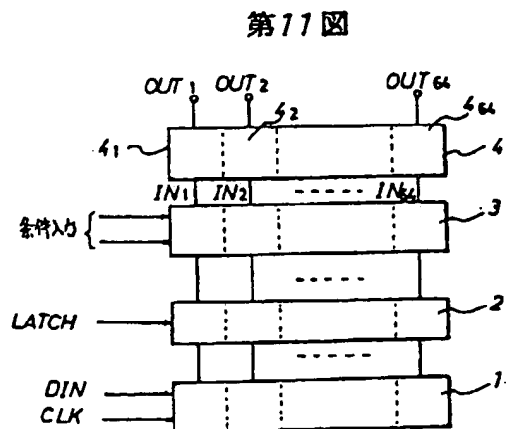 第11図
OUT1 OUT2 OUT64
41 42 464 4
IN1 IN2 ----- IN64
条件入力 { 3
-----
LATCH 2
-----
DIN 1
CLK